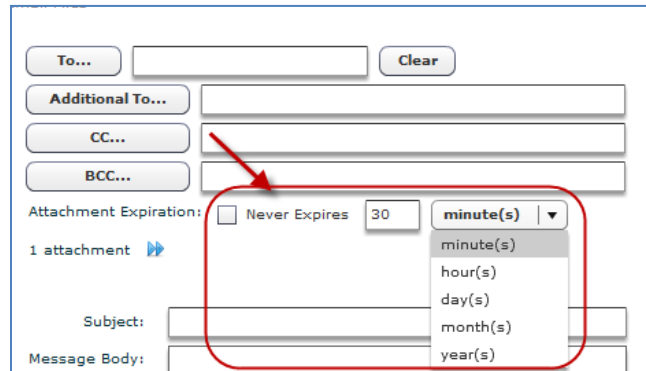 To... Clear
Additional To...
CC...
BCC...
Attachment Expiration: Never Expires 30 minute(s)
minute(s)
1 attachment
hour(s)
day(s)
Subject:
month(s)
Message Body:
year(s)